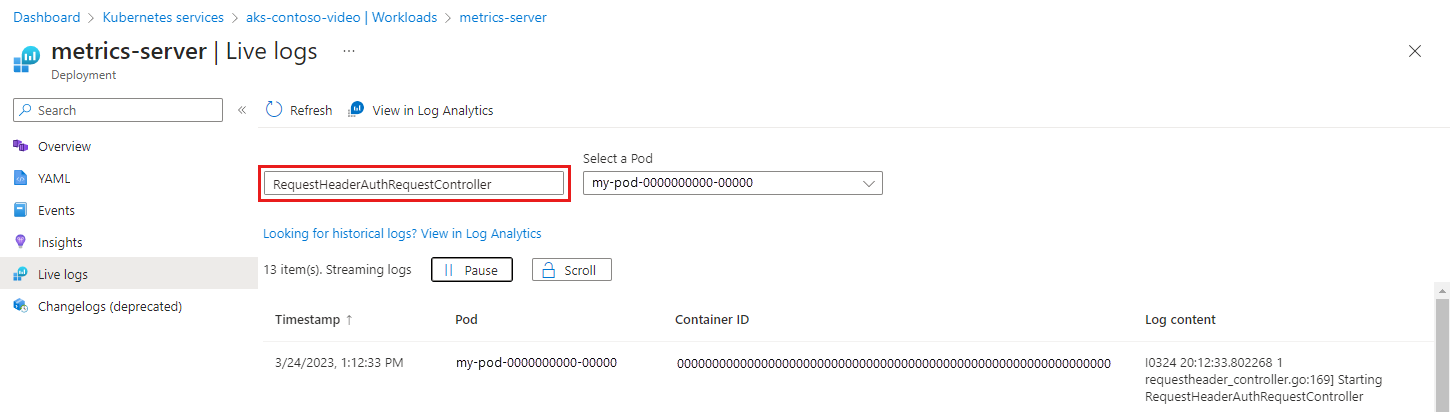 Dashboard > Kubernetes services > aks-contoso-video | Workloads > metrics-server
metrics-server | Live logs ...
Deployment
Search
«
Refresh
View in Log Analytics
Overview
YAML
Events
Insights
Live logs
Changelogs (deprecated)
Select a Pod
RequestHeaderAuthRequestController
my-pod-0000000000-00000
Looking for historical logs? View in Log Analytics
13 item(s). Streaming logs
Pause
Scroll
Timestamp ↑ Pod Container ID Log content
3/24/2023, 1:12:33 PM my-pod-0000000000-00000 0000000000000000000000000000000000000000000000000000000000000000 I0324 20:12:33.802268 1
requestheader_controller.go:169] Starting
RequestHeaderAuthRequestController